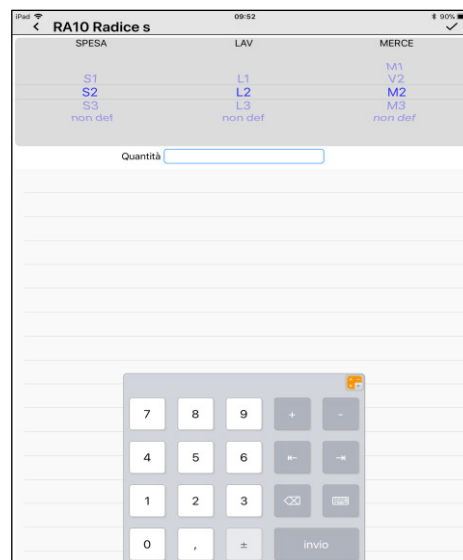 iPad 09:52 90%
RA10 Radice s
SPESA LAV MERCE
M1
S1 L1 V2
S2 L2 M2
S3 L3 M3
non def non def non def
Quantità
7 8 9 + -
4 5 6
1 2 3
0 , ± invio